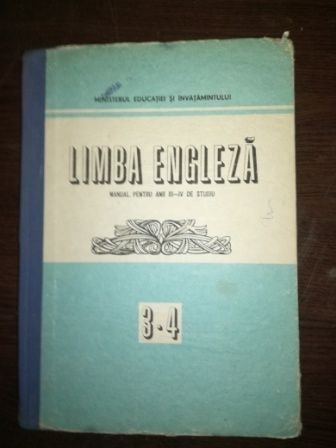 MINISTERUL EDUCAȚIEI ȘI ÎNVĂȚĂMÎNTULUI
LIMBA ENGLEZĂ
MANUAL PENTRU ANII III–IV DE STUDIU
3·4